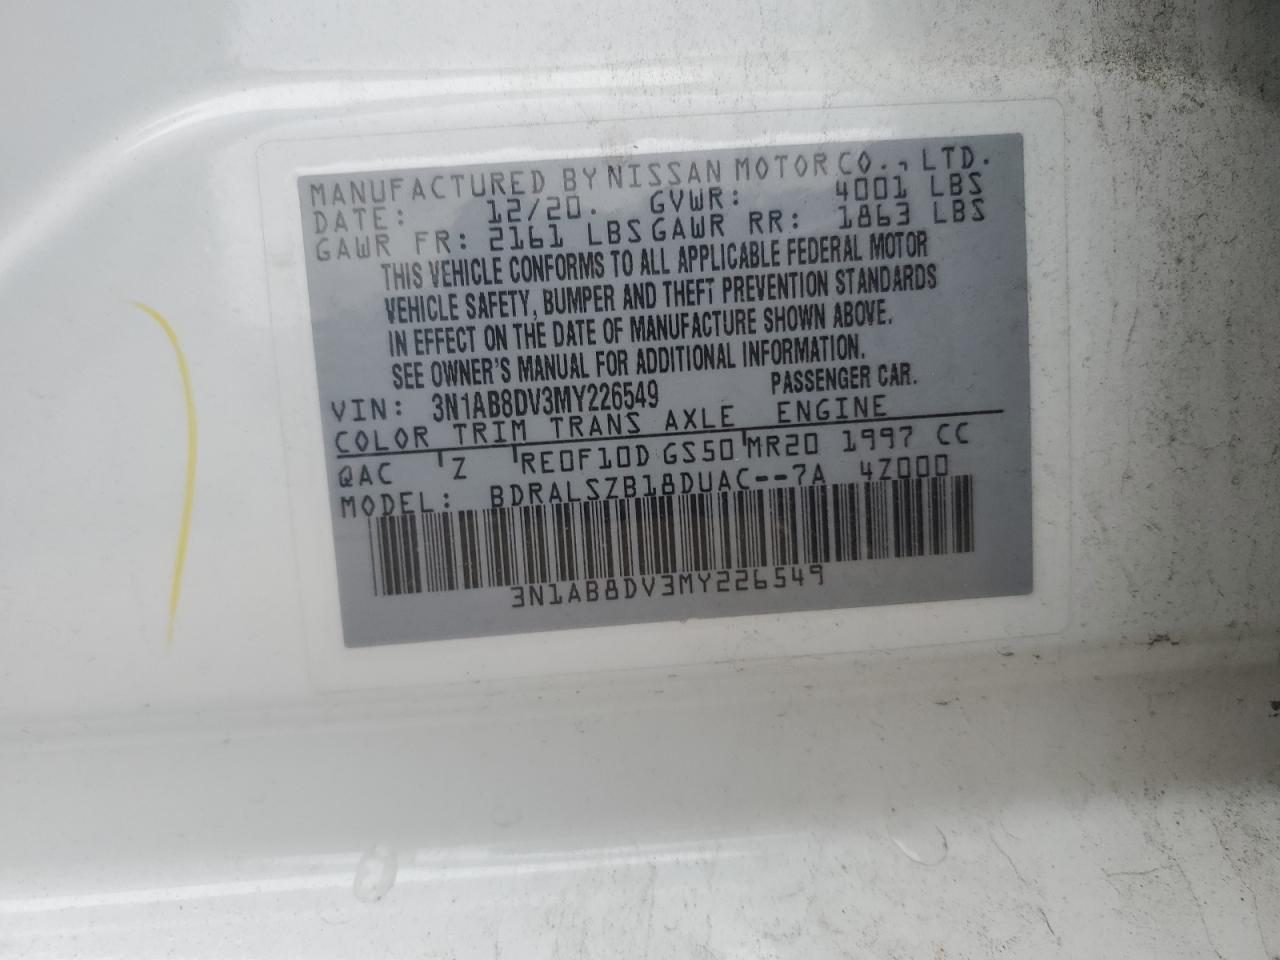 MANUFACTURED BY NISSAN MOTOR CO., LTD.
DATE: 12/20. GVWR: 4001 LBS
GAWR FR: 2161 LBS GAWR RR: 1863 LBS
THIS VEHICLE CONFORMS TO ALL APPLICABLE FEDERAL MOTOR
VEHICLE SAFETY, BUMPER AND THEFT PREVENTION STANDARDS
IN EFFECT ON THE DATE OF MANUFACTURE SHOWN ABOVE.
SEE OWNER'S MANUAL FOR ADDITIONAL INFORMATION.
VIN: 3N1AB8DV3MY226549 PASSENGER CAR.
COLOR TRIM TRANS AXLE ENGINE
QAC Z RE0F10D GS50 MR20 1997 CC
MODEL: BDRALSZB18DUAC--7A 4Z000
3N1AB8DV3MY226549